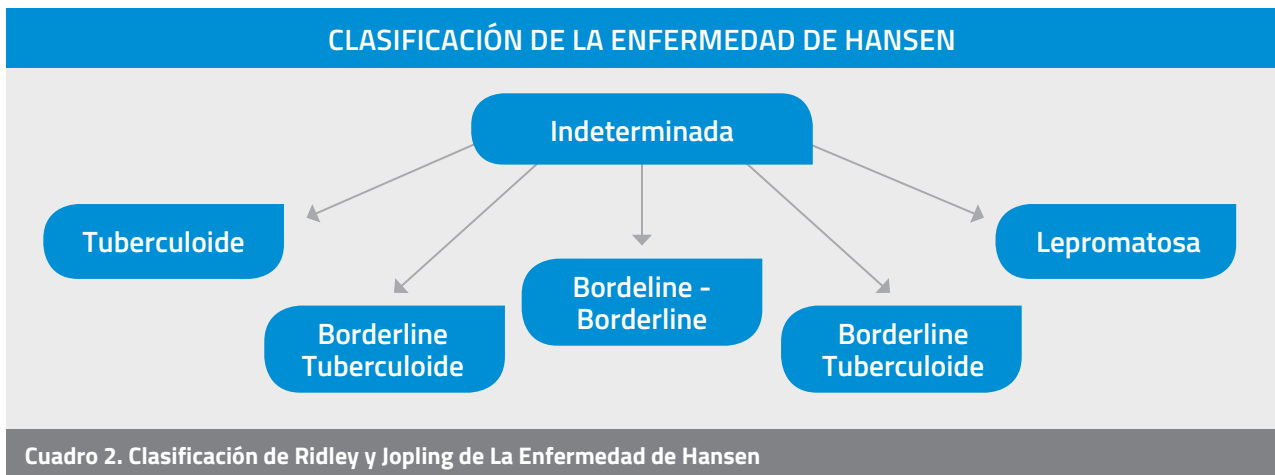 CLASIFICACIÓN DE LA ENFERMEDAD DE HANSEN
Indeterminada
Tuberculoide
Lepromatosa
Bordeline -
Borderline
Borderline
Tuberculoide
Borderline
Tuberculoide
Cuadro 2. Clasificación de Ridley y Jopling de La Enfermedad de Hansen